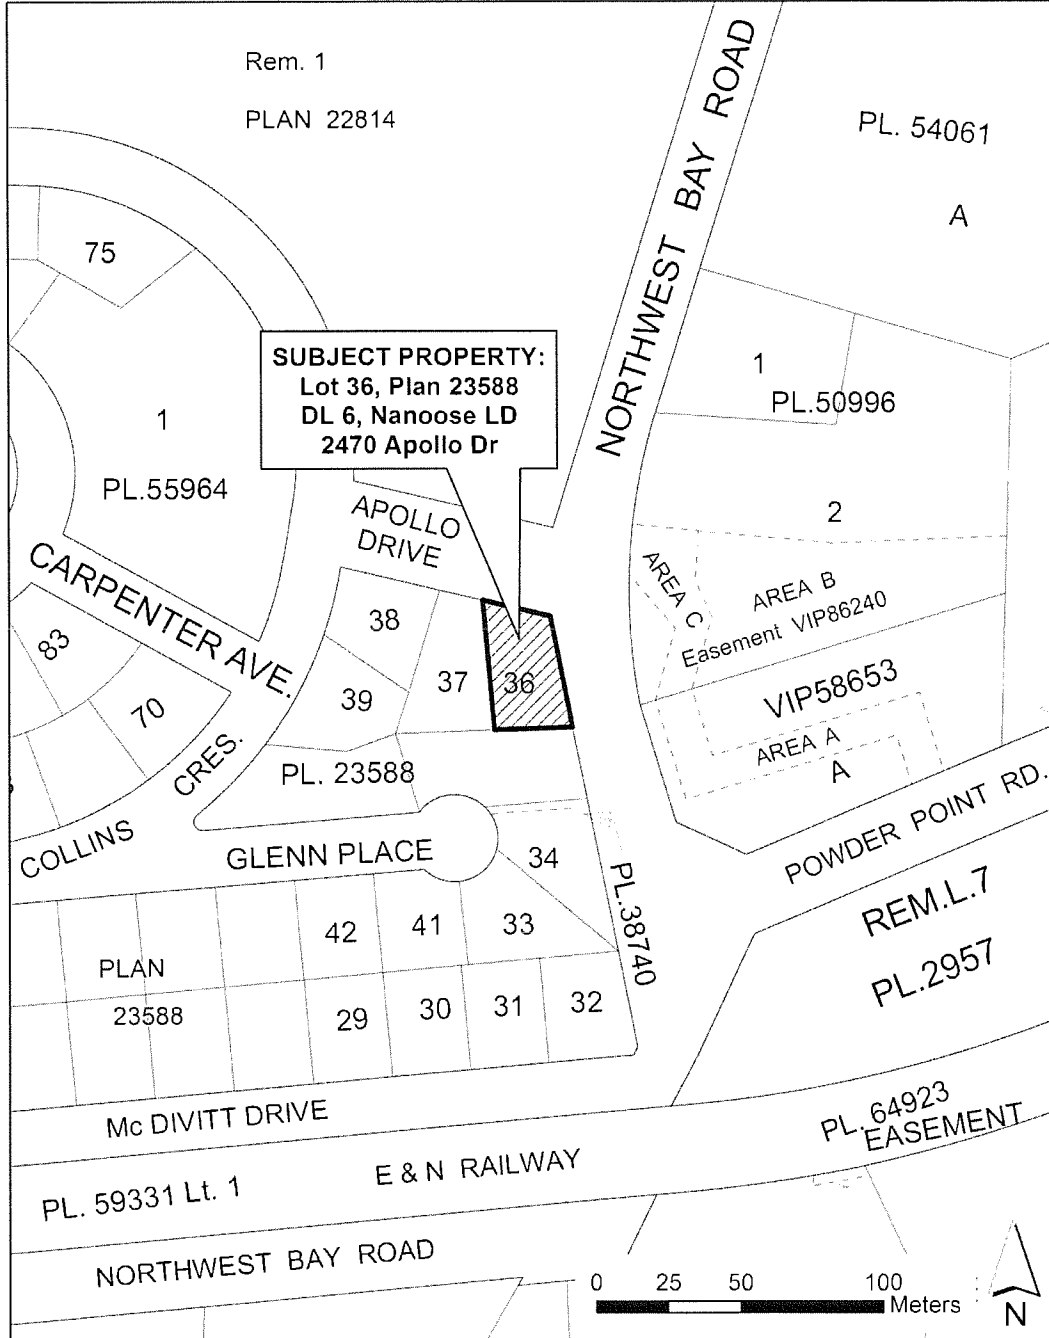 Rem. 1
PLAN 22814
NORTHWEST BAY ROAD
PL. 54061
A
75
SUBJECT PROPERTY:
Lot 36, Plan 23588
DL 6, Nanoose LD
2470 Apollo Dr
1
PL.50996
1
PL.55964
2
APOLLO
DRIVE
CARPENTER AVE.
AREA C
AREA B
Easement VIP86240
38
83
37
36
39
70
VIP58653
AREA A
A
CRES.
PL. 23588
COLLINS
GLENN PLACE
34
POWDER POINT RD.
PL.38740
REM.L.7
PL.2957
42
41
33
PLAN
23588
29
30
31
32
Mc DIVITT DRIVE
PL. 64923
EASEMENT
E & N RAILWAY
PL. 59331 Lt. 1
NORTHWEST BAY ROAD
0 25 50 100
Meters
N